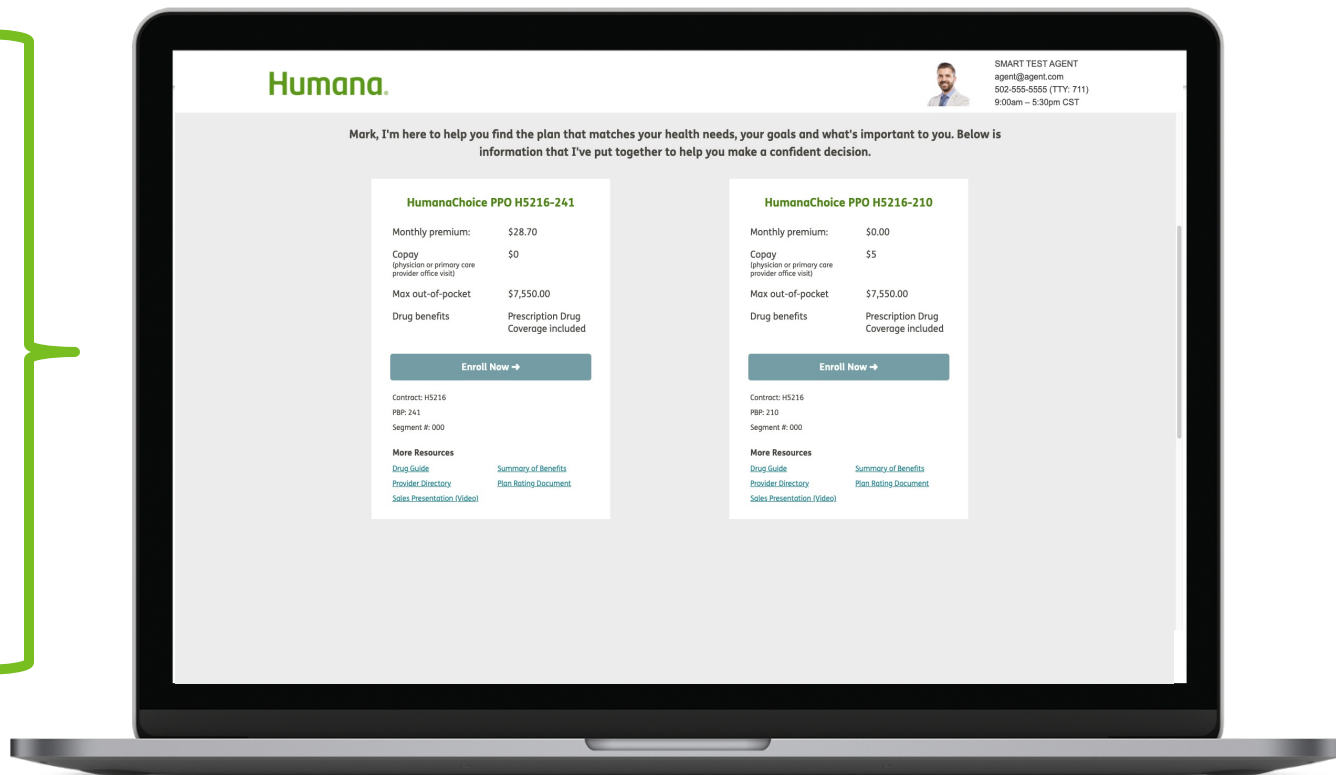 Humana.
SMART TEST AGENT
agent@agent.com
502-555-5555 (TTY: 711)
9:00am – 5:30pm CST
Mark, I'm here to help you find the plan that matches your health needs, your goals and what's important to you. Below is
information that I've put together to help you make a confident decision.
HumanaChoice PPO H5216-241
Monthly premium: $28.70
Copay $0
(physician or primary care
provider office visit)
Max out-of-pocket $7,550.00
Drug benefits Prescription Drug
Coverage included
Enroll Now ➔
Contract: H5216
PBP: 241
Segment #: 000
More Resources
Drug Guide Summary of Benefits
Provider Directory Plan Rating Document
Sales Presentation (Video)
HumanaChoice PPO H5216-210
Monthly premium: $0.00
Copay $5
(physician or primary care
provider office visit)
Max out-of-pocket $7,550.00
Drug benefits Prescription Drug
Coverage included
Enroll Now ➔
Contract: H5216
PBP: 210
Segment #: 000
More Resources
Drug Guide Summary of Benefits
Provider Directory Plan Rating Document
Sales Presentation (Video)